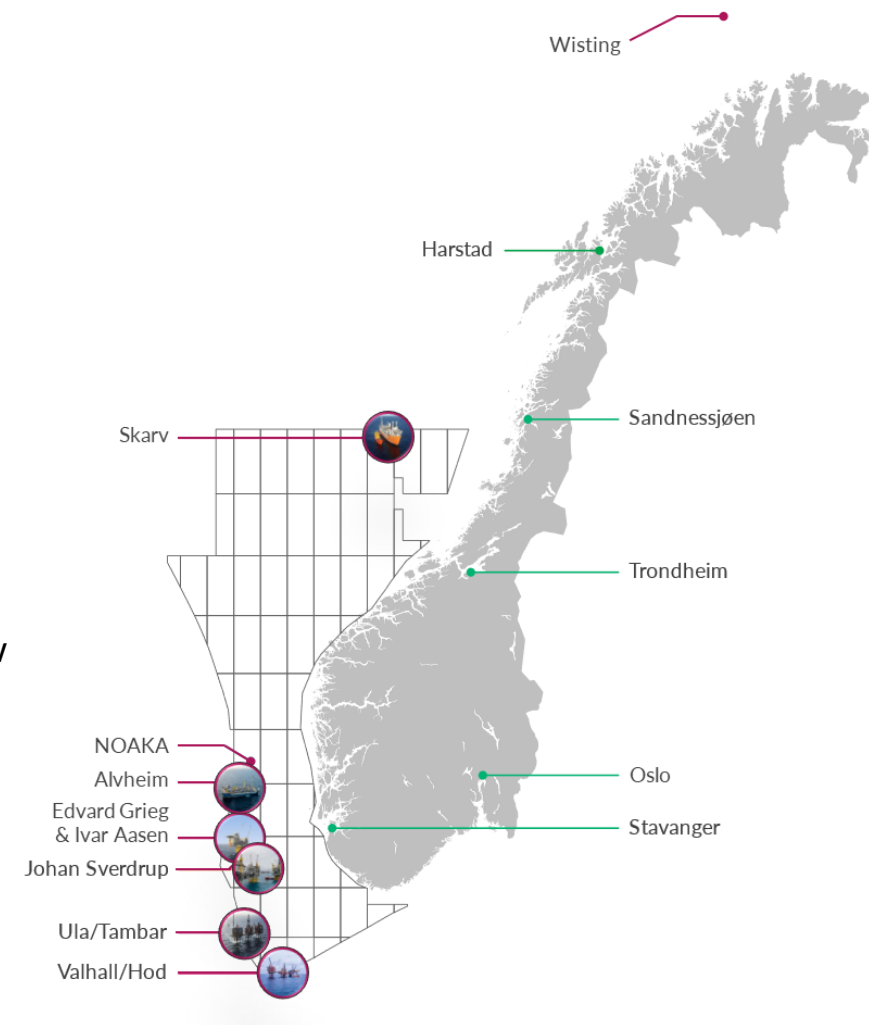 Wisting
Harstad
Skarv
Sandnessjøen
Trondheim
NOAKA
Alvheim
Oslo
Edvard Grieg
& Ivar Aasen
Stavanger
Johan Sverdrup
Ula/Tambar
Valhall/Hod